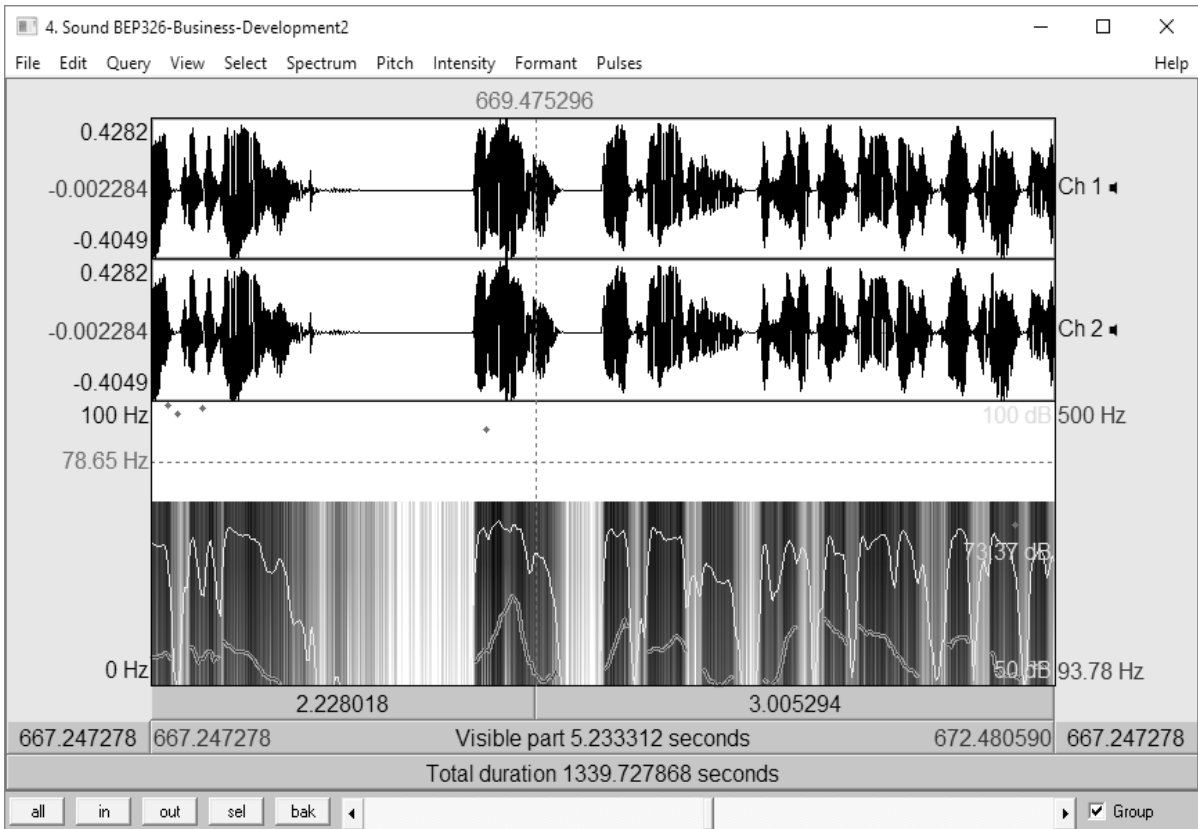 4. Sound BEP326-Business-Development2
File Edit Query View Select Spectrum Pitch Intensity Formant Pulses Help
669.475296
0.4282
-0.002284 Ch 1
-0.4049
0.4282
-0.002284 Ch 2
-0.4049
100 Hz 100 dB 500 Hz
78.65 Hz
73.37 dB
0 Hz 50 dB 93.78 Hz
2.228018 3.005294
667.247278 667.247278 Visible part 5.233312 seconds 672.480590 667.247278
Total duration 1339.727868 seconds
all in out sel bak Group